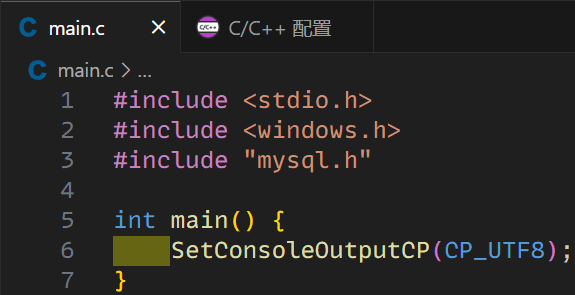 C main.c × C/C++ C/C++ 配置
C main.c > ...
1 #include <stdio.h>
2 #include <windows.h>
3 #include "mysql.h"
4
5 int main() {
6     SetConsoleOutputCP(CP_UTF8);
7 }